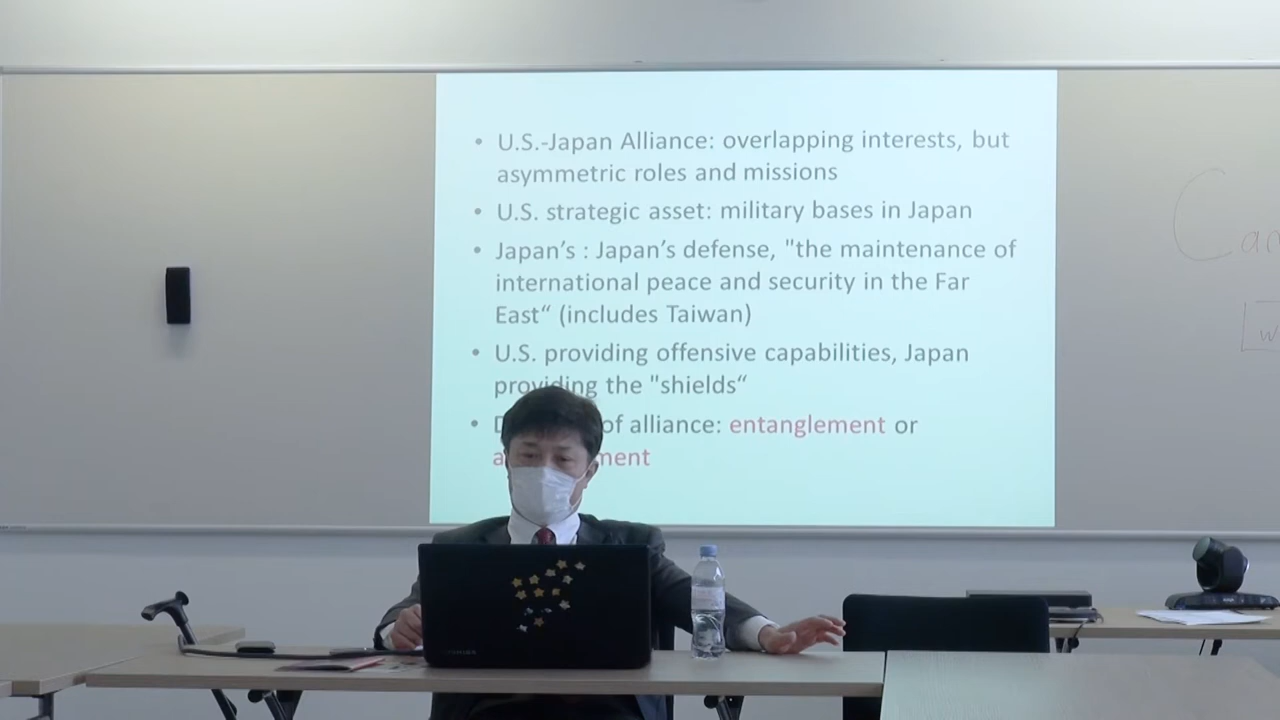 • U.S.-Japan Alliance: overlapping interests, but
asymmetric roles and missions
• U.S. strategic asset: military bases in Japan
• Japan’s : Japan’s defense, "the maintenance of
international peace and security in the Far
East“ (includes Taiwan)
• U.S. providing offensive capabilities, Japan
providing the "shields“
• of alliance: entanglement or